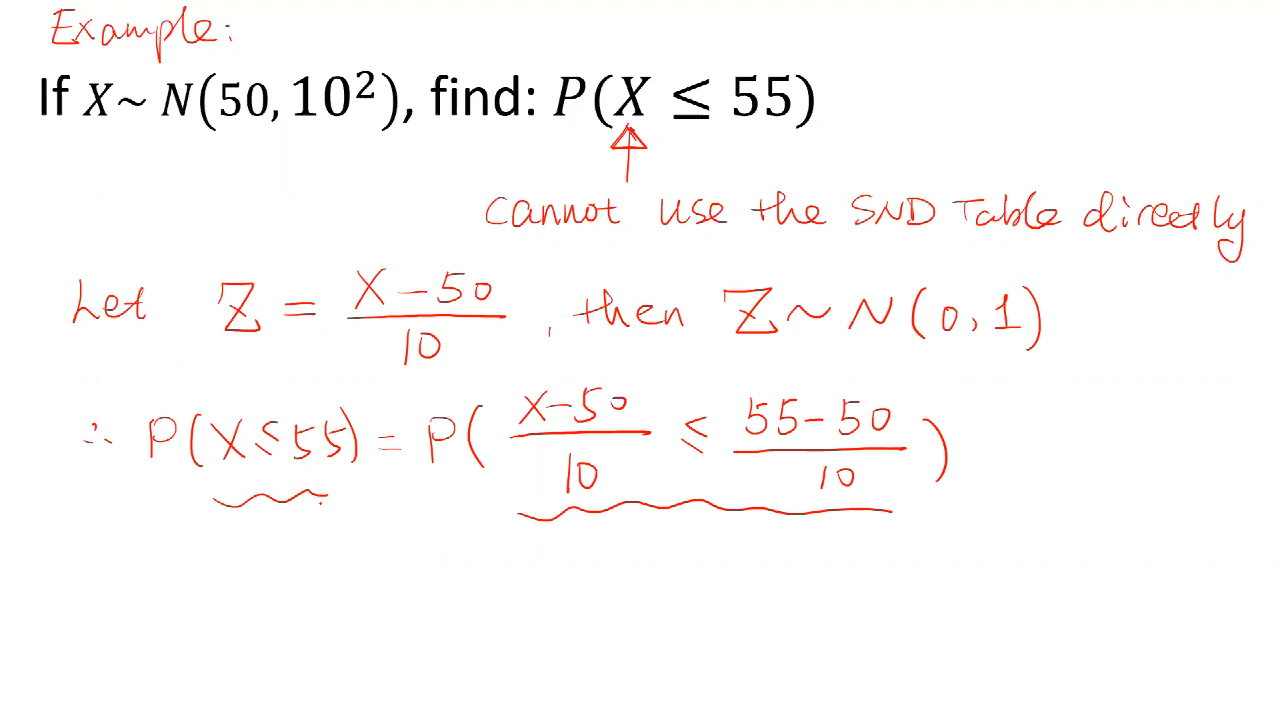 Example:
If X~ N(50, 10²), find: P(X ≤ 55)
Cannot use the SND Table directly
Let Z = (X - 50)/10, then Z ~ N(0, 1)
∴ P(X ≤ 55) = P( (X - 50)/10 ≤ (55 - 50)/10 )